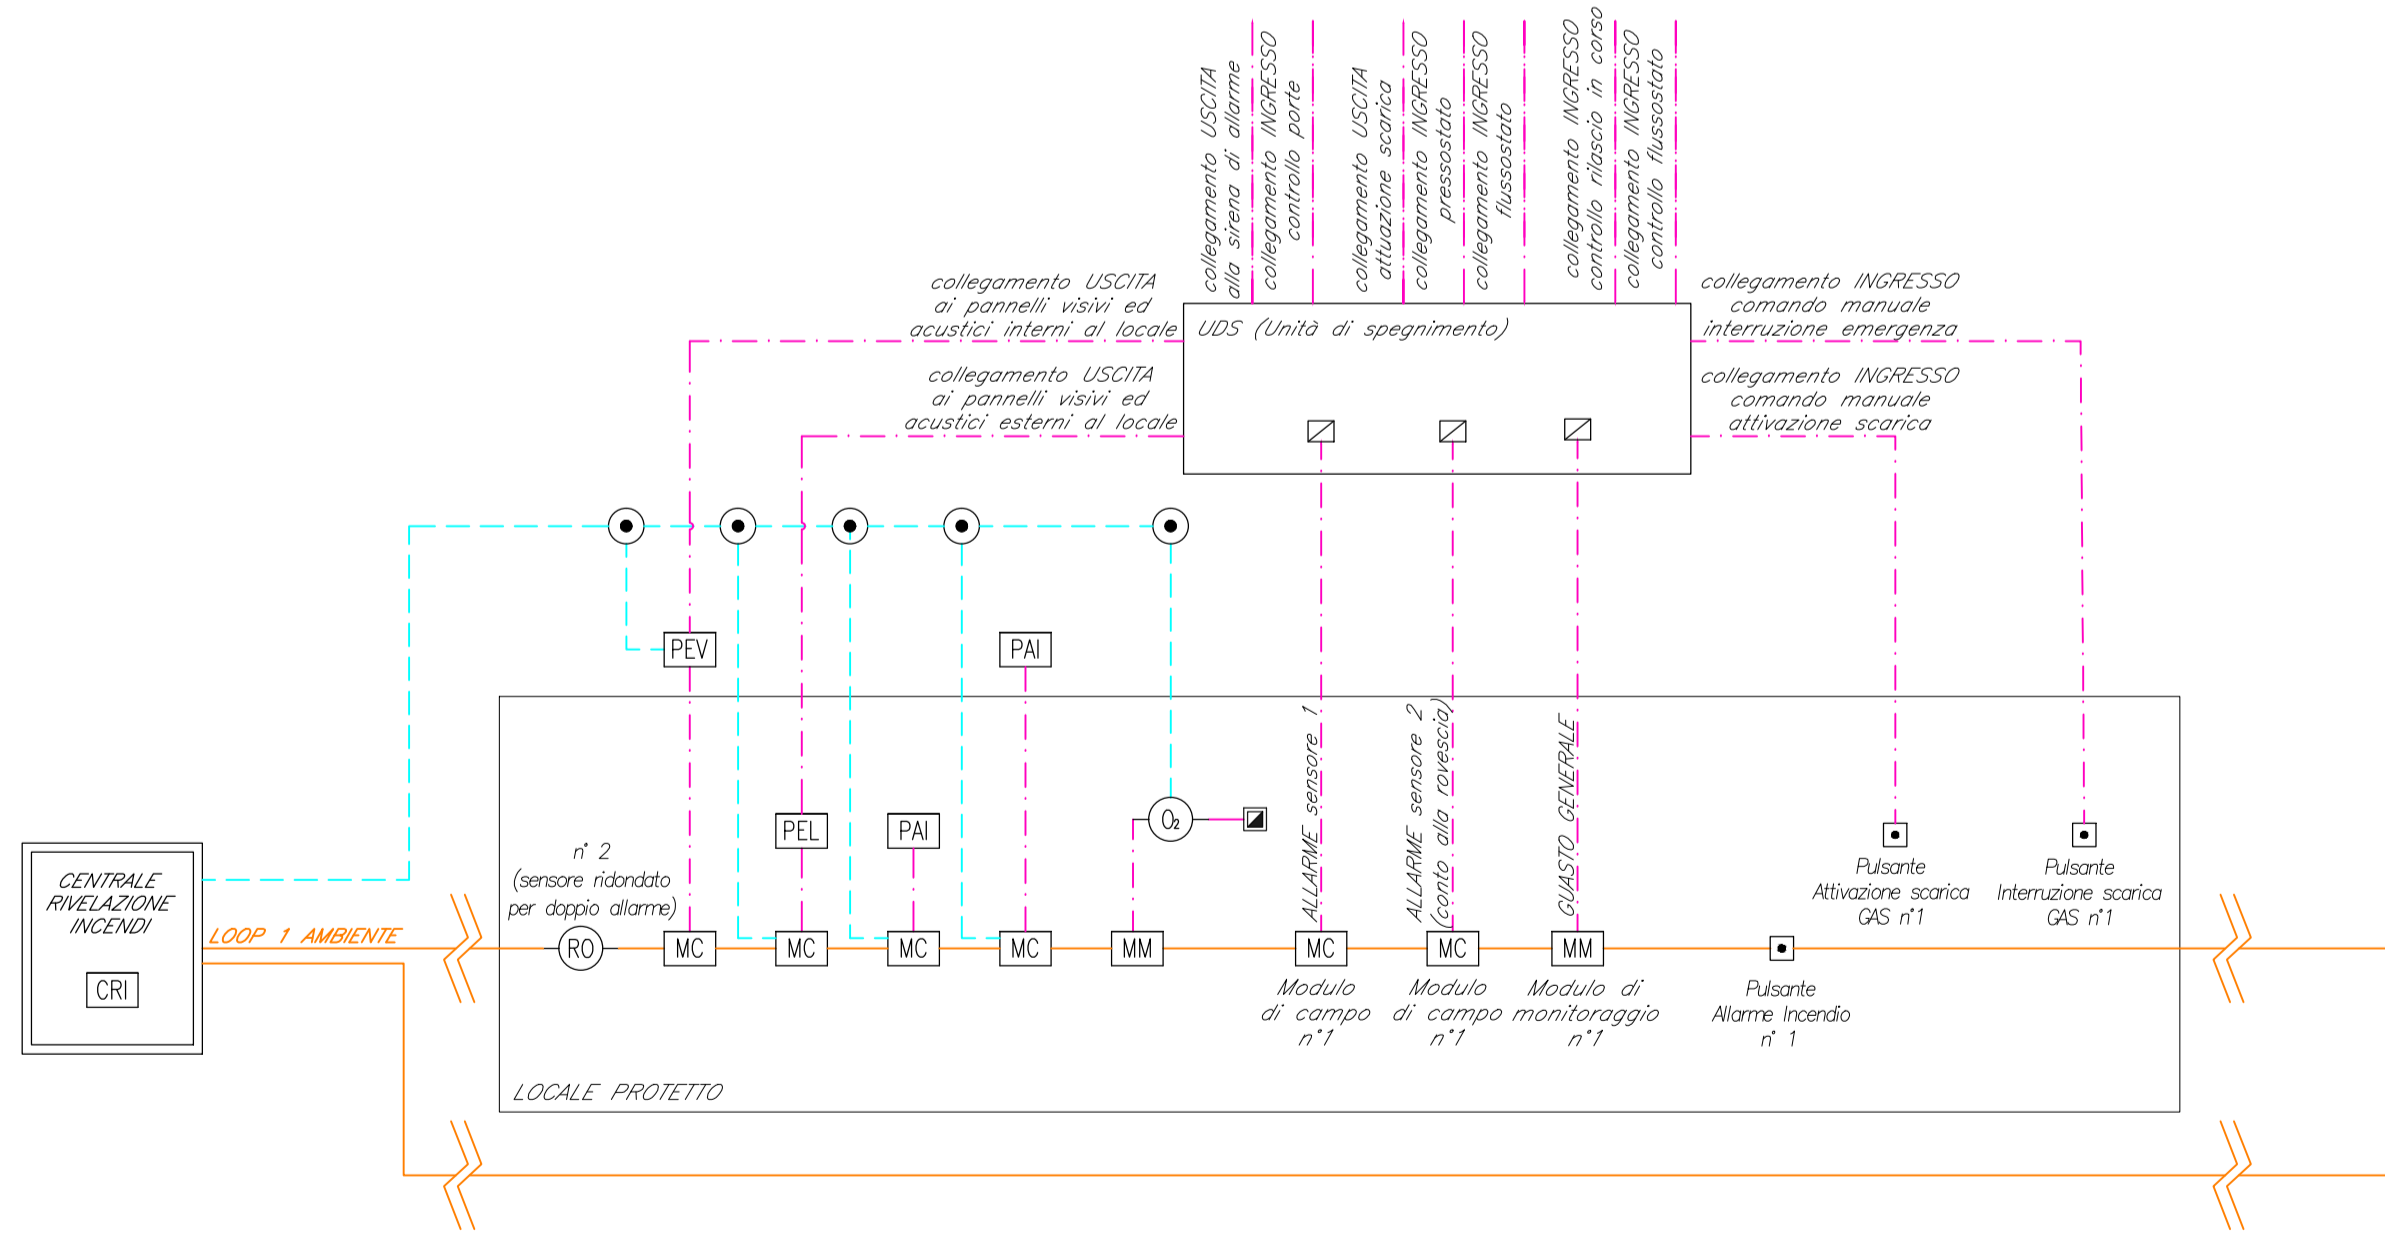 collegamento USCITA
alla sirena di allarme
collegamento INGRESSO
controllo porte
collegamento USCITA
attuazione scarica
collegamento INGRESSO
pressostato
collegamento INGRESSO
flussostato
collegamento INGRESSO
controllo rilascio in corso
collegamento INGRESSO
controllo flussostato
collegamento USCITA
ai pannelli visivi ed
acustici interni al locale
UDS (Unità di spegnimento)
collegamento INGRESSO
comando manuale
interruzione emergenza
collegamento USCITA
ai pannelli visivi ed
acustici esterni al locale
collegamento INGRESSO
comando manuale
attivazione scarica
PEV
PAI
ALLARME sensore 1
ALLARME sensore 2
(conto alla rovescia)
GUASTO GENERALE
PEL
PAI
O₂
n° 2
(sensore ridondato
per doppio allarme)
Pulsante
Attivazione scarica
GAS n°1
Pulsante
Interruzione scarica
GAS n°1
CENTRALE
RIVELAZIONE
INCENDI
CRI
LOOP 1 AMBIENTE
RO
MC
MC
MC
MC
MM
MC
MC
MM
Modulo
di campo
n°1
Modulo
di campo
n°1
Modulo di
monitoraggio
n°1
Pulsante
Allarme Incendio
n° 1
LOCALE PROTETTO